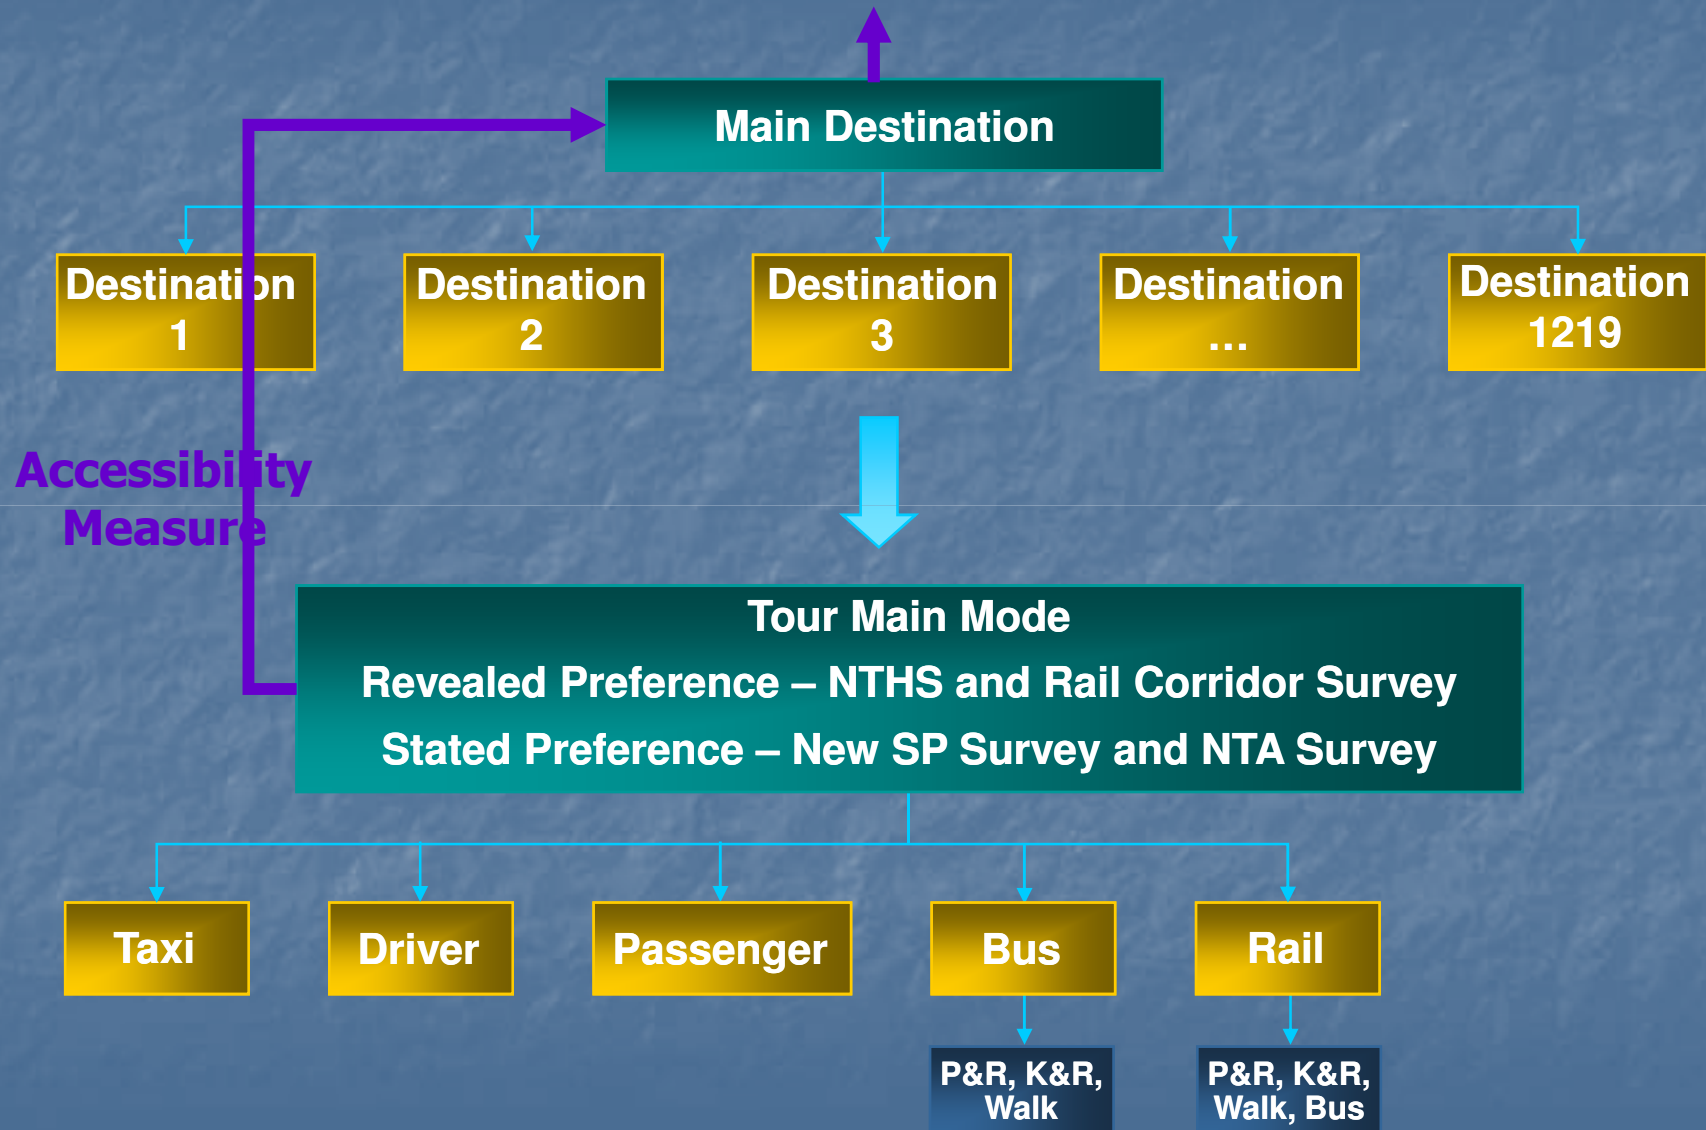 Main Destination
Destination
1
Destination
2
Destination
3
Destination
...
Destination
1219
Accessibility
Measure
Tour Main Mode
Revealed Preference – NTHS and Rail Corridor Survey
Stated Preference – New SP Survey and NTA Survey
Taxi
Driver
Passenger
Bus
Rail
P&R, K&R,
Walk
P&R, K&R,
Walk, Bus